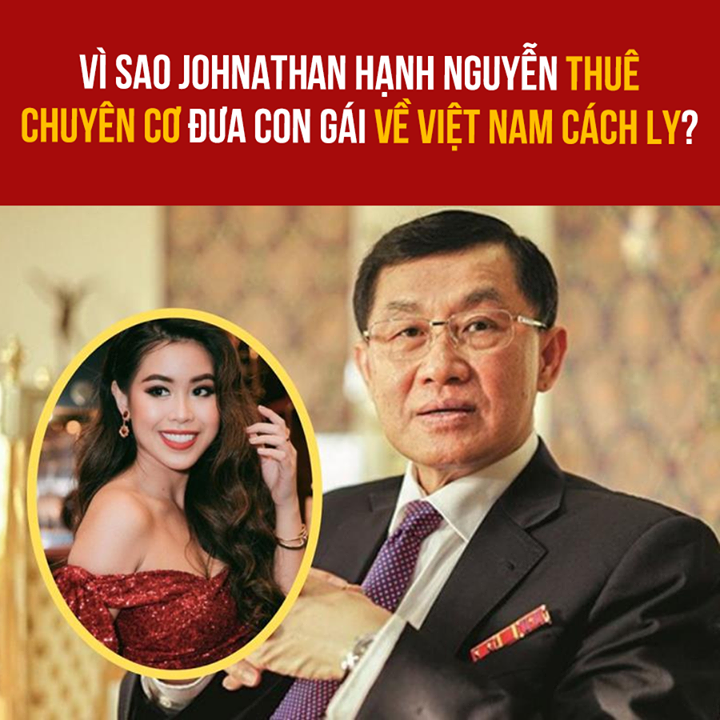 VÌ SAO JOHNATHAN HẠNH NGUYỄN THUÊ
CHUYÊN CƠ ĐƯA CON GÁI VỀ VIỆT NAM CÁCH LY?